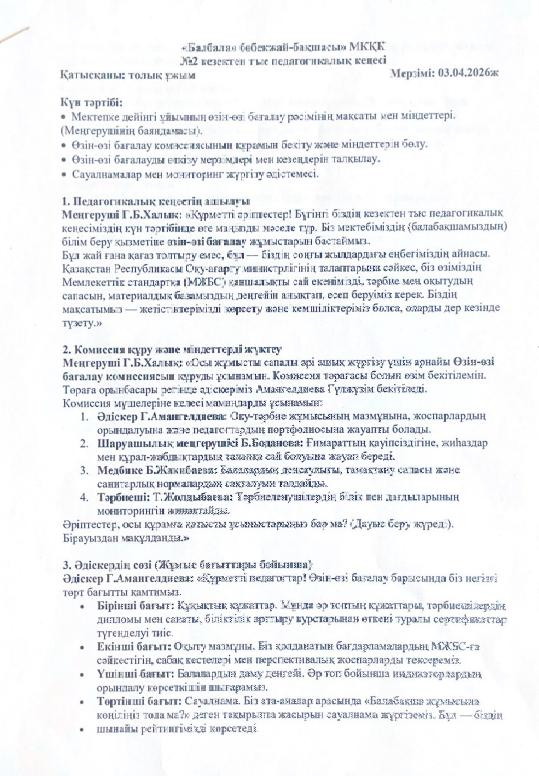 «Балбала» бөбекжай-бақшасы» МКҚК
№2 кезектен тыс педагогикалық кеңесі
Қатысқаны: толық ұжым Мерзімі: 03.04.2026ж
Күн тәртібі:
• Мектепке дейінгі ұйымның өзін-өзі бағалау рәсімінің мақсаты мен міндеттері.
(Меңгерушінің баяндамасы).
• Өзін-өзі бағалау комиссиясының құрамын бекіту және міндеттерін бөлу.
• Өзін-өзі бағалауды өткізу мерзімдері мен кезеңдерін талқылау.
• Сауалнамалар мен мониторинг жүргізу әдістемесі.
1. Педагогикалық кеңестің ашылуы
Меңгеруші Г.Б.Халық: «Құрметті әріптестер! Бүгінгі біздің кезектен тыс педагогикалық
кеңесіміздің күн тәртібінде өте маңызды мәселе тұр. Біз мектебіміздің (балабақшамыздың)
білім беру қызметіне өзін-өзі бағалау жұмыстарын бастаймыз.
Бұл жай ғана қағаз толтыру емес, бұл — біздің соңғы жылдардағы еңбегіміздің айнасы.
Қазақстан Республикасы Оқу-ағарту министрлігінің талаптарына сәйкес, біз өзіміздің
Мемлекеттік стандартқа (МЖБС) қаншалықты сай екенімізді, тәрбие мен оқытудың
сапасын, материалдық базамыздың деңгейін анықтап, есеп беруіміз керек. Біздің
мақсатымыз — жетістіктерімізді көрсету және кемшіліктеріміз болса, оларды дер кезінде
түзету.»
2. Комиссия құру және міндеттерді жүктеу
Меңгеруші Г.Б.Халық: «Осы жұмысты сапалы әрі ашық жүргізу үшін арнайы Өзін-өзі
бағалау комиссиясын құруды ұсынамын. Комиссия төрағасы болып өзім бекітілемін.
Төраға орынбасары ретінде әдіскеріміз Амангелдиева Гүлжүзім бекітіледі.
Комиссия мүшелеріне келесі мамандарды ұсынамын:
1. Әдіскер Г.Амангелдиева: Оқу-тәрбие жұмысының мазмұнына, жоспарлардың
орындалуына және педагогтардың портфолиосына жауапты болады.
2. Шаруашылық меңгерушісі Б.Боданова: Ғимараттың қауіпсіздігіне, жиһаздар
мен құрал-жабдықтардың талапқа сай болуына жауап береді.
3. Медбике Б.Жакибаева: Балалардың денсаулығы, тамақтану сапасы және
санитарлық нормалардың сақталуын талдайды.
4. Тәрбиеші: Т.Жолдыбаева: Тәрбиеленушілердің білік пен дағдыларының
мониторингін жинақтайды.
Әріптестер, осы құрамға қатысты ұсыныстарыңыз бар ма? (Дауыс беру жүреді).
Бірауыздан мақұлданды.»
3. Әдіскердің сөзі (Жұмыс бағыттары бойынша)
Әдіскер Г.Амангелдиева: «Құрметті педагогтар! Өзін-өзі бағалау барысында біз негізгі
төрт бағытты қамтимыз.
• Бірінші бағыт: Құқықтық құжаттар. Мұнда әр топтың құжаттары, тәрбиешілердің
дипломы мен санаты, біліктілік арттыру курстарынан өткені туралы сертификаттар
түгенделуі тиіс.
• Екінші бағыт: Оқыту мазмұны. Біз қолданатын бағдарламалардың МЖБС-ға
сәйкестігін, сабақ кестелері мен перспективалық жоспарларды тексереміз.
• Үшінші бағыт: Балалардың даму деңгейі. Әр топ бойынша индикаторлардың
орындалу көрсеткішін шығарамыз.
• Төртінші бағыт: Сауалнама. Біз ата-аналар арасында «Балабақша жұмысына
көңіліңіз тола ма?» деген тақырыпта жасырын сауалнама жүргіземіз. Бұл — біздің
• шынайы рейтингімізді көрсетеді.